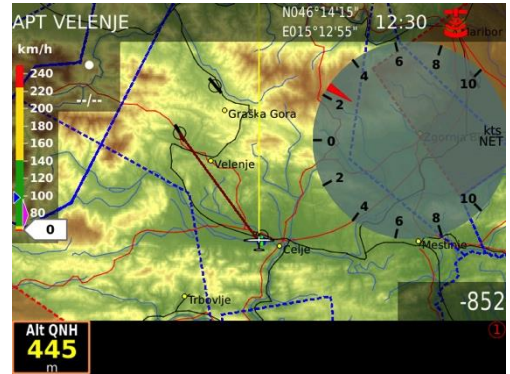 APT VELENJE
N046°14'15"
E015°12'55"
12:30
Maribor
km/h
240
220
200
180
160
140
120
100
80
0
--/--
Graška Gora
Velenje
Celje
Mestinje
Trbovlje
10
8
6
4
2
0
2
4
6
8
10
kts
NET
-852
1
Alt QNH
445
m